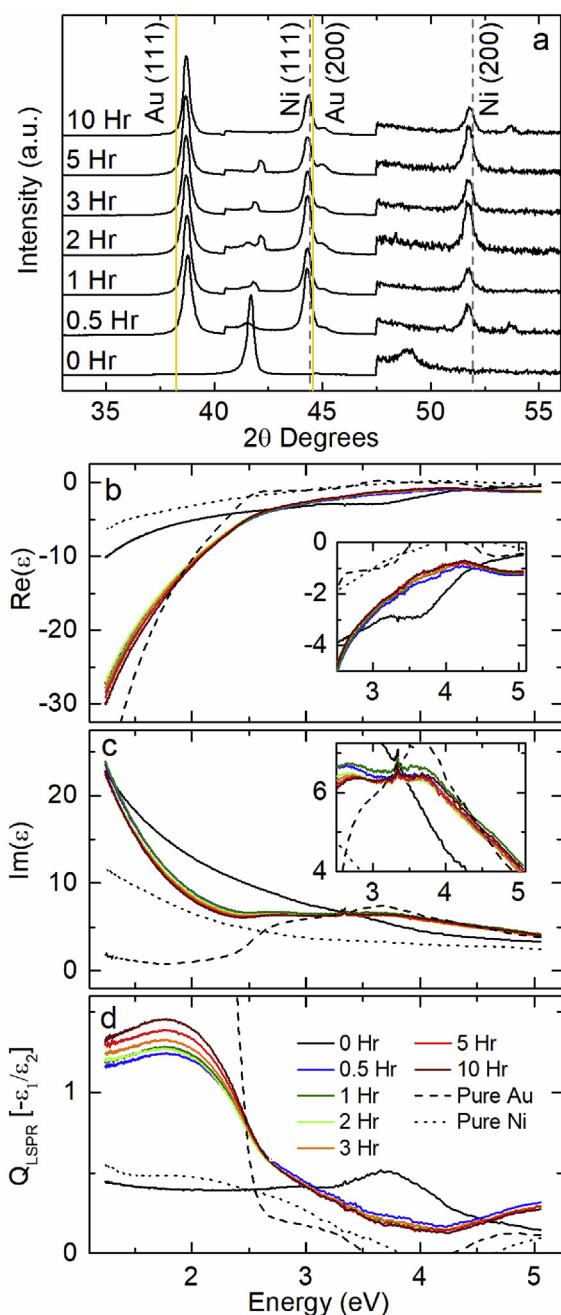 a
Au (111)
Ni (111)
Au (200)
Ni (200)
Intensity (a.u.)
10 Hr
5 Hr
3 Hr
2 Hr
1 Hr
0.5 Hr
0 Hr
35 40 45 50 55
2θ Degrees
b
Re(ε)
0
-10
-20
-30
0
-2
-4
3 4 5
c
Im(ε)
20
10
0
6
4
3 4 5
d
Q LSPR [-ε₁/ε₂]
1
0
0 Hr
0.5 Hr
1 Hr
2 Hr
3 Hr
5 Hr
10 Hr
Pure Au
Pure Ni
2 3 4 5
Energy (eV)